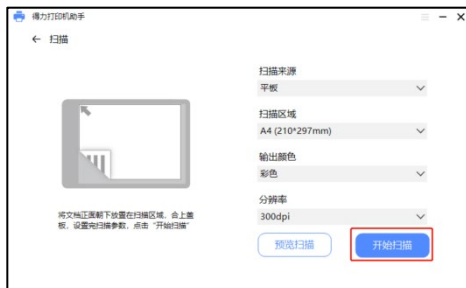 得力打印机助手
← 扫描
扫描来源
平板
扫描区域
A4 (210*297mm)
输出颜色
彩色
分辨率
300dpi
将文档正面朝下放置在扫描区域、合上盖
板、设置完扫描参数，点击“开始扫描”
预览扫描
开始扫描